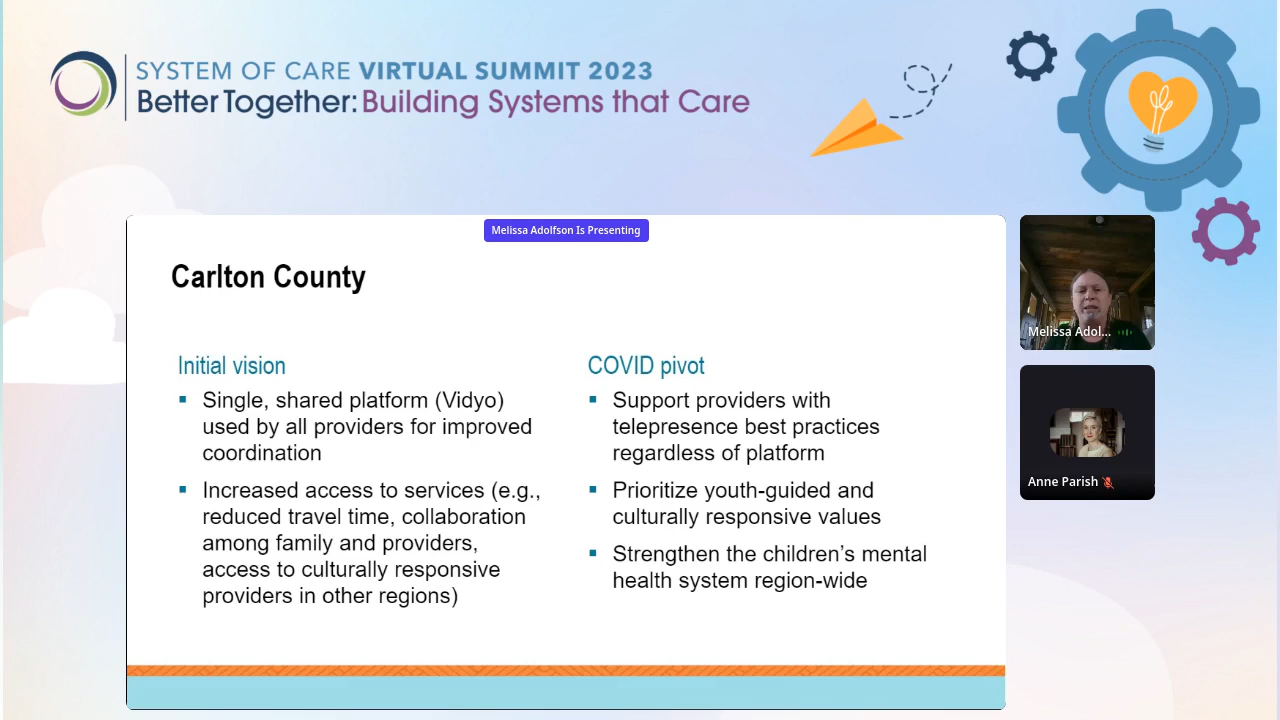 SYSTEM OF CARE VIRTUAL SUMMIT 2023
Better Together: Building Systems that Care
Melissa Adolfson Is Presenting
Carlton County
Initial vision
▪ Single, shared platform (Vidyo)
used by all providers for improved
coordination
▪ Increased access to services (e.g.,
reduced travel time, collaboration
among family and providers,
access to culturally responsive
providers in other regions)
COVID pivot
▪ Support providers with
telepresence best practices
regardless of platform
▪ Prioritize youth-guided and
culturally responsive values
▪ Strengthen the children’s mental
health system region-wide
Melissa Adol...
Anne Parish